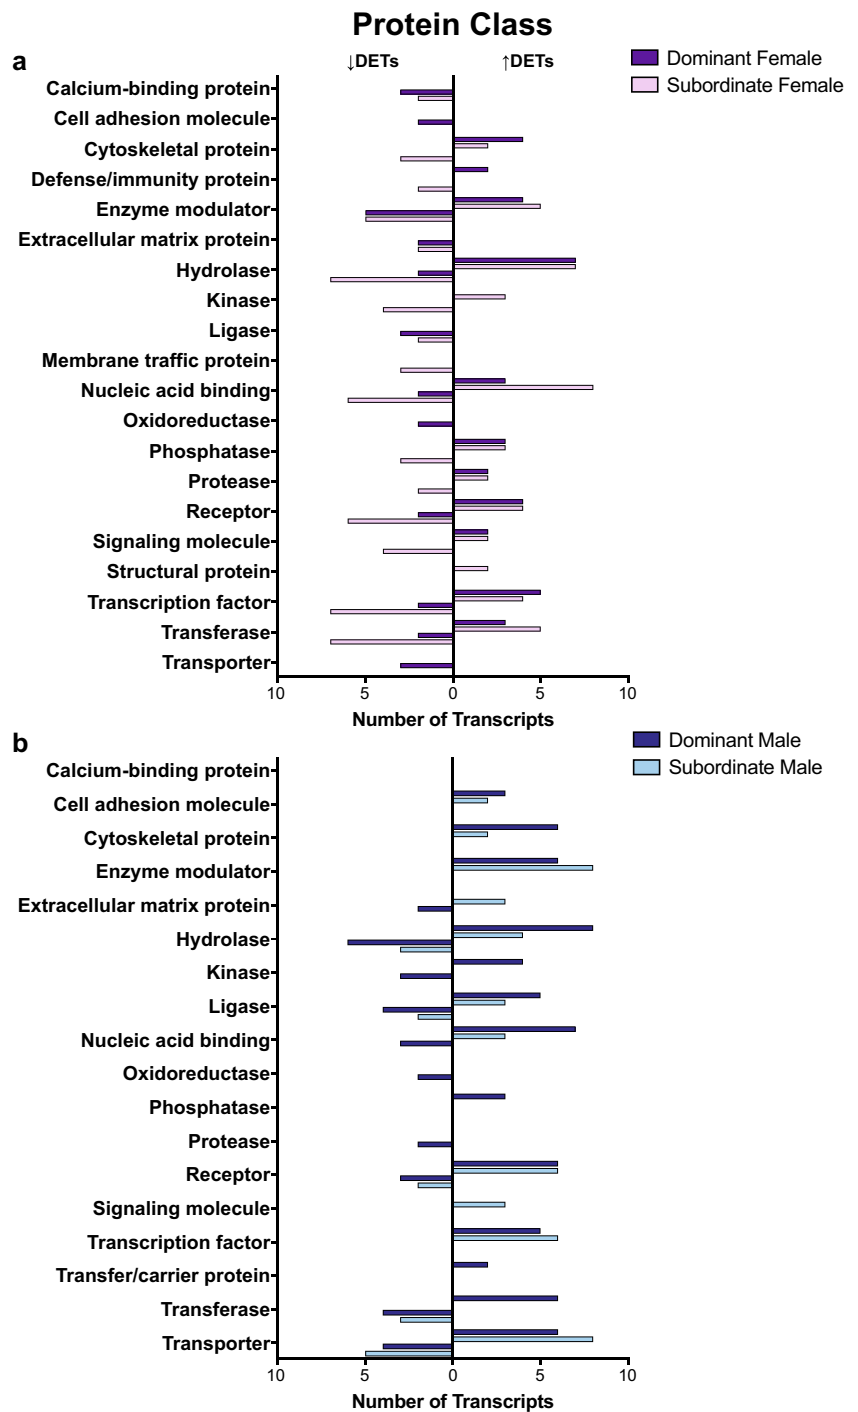 Protein Class
a
↓DETs
↑DETs
Dominant Female
Subordinate Female
Calcium-binding protein
Cell adhesion molecule
Cytoskeletal protein
Defense/immunity protein
Enzyme modulator
Extracellular matrix protein
Hydrolase
Kinase
Ligase
Membrane traffic protein
Nucleic acid binding
Oxidoreductase
Phosphatase
Protease
Receptor
Signaling molecule
Structural protein
Transcription factor
Transferase
Transporter
10 5 0 5 10
Number of Transcripts
b
Dominant Male
Subordinate Male
Calcium-binding protein
Cell adhesion molecule
Cytoskeletal protein
Enzyme modulator
Extracellular matrix protein
Hydrolase
Kinase
Ligase
Nucleic acid binding
Oxidoreductase
Phosphatase
Protease
Receptor
Signaling molecule
Transcription factor
Transfer/carrier protein
Transferase
Transporter
10 5 0 5 10
Number of Transcripts